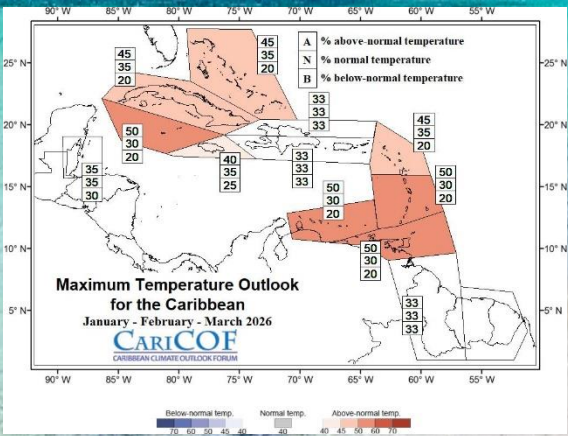 90° W 80° W 70° W 60° W
85° W 75° W 65° W 55° W
A % above-normal temperature
N % normal temperature
B % below-normal temperature
45
35
20
45
35
20
33
33
33
45
35
20
50
30
20
40
35
25
33
33
33
35
35
30
50
30
20
50
30
20
50
30
20
33
33
33
25° N
20° N
15° N
10° N
5° N
25° N
20° N
15° N
10° N
5° N
Maximum Temperature Outlook
for the Caribbean
January - February - March 2026
CARICOF
CARIBBEAN CLIMATE OUTLOOK FORUM
90° W 85° W 80° W 75° W 70° W 65° W 60° W 55° W
Below-normal temp. Normal temp. Above-normal temp.
70 60 50 45 40 40 40 45 50 60 70